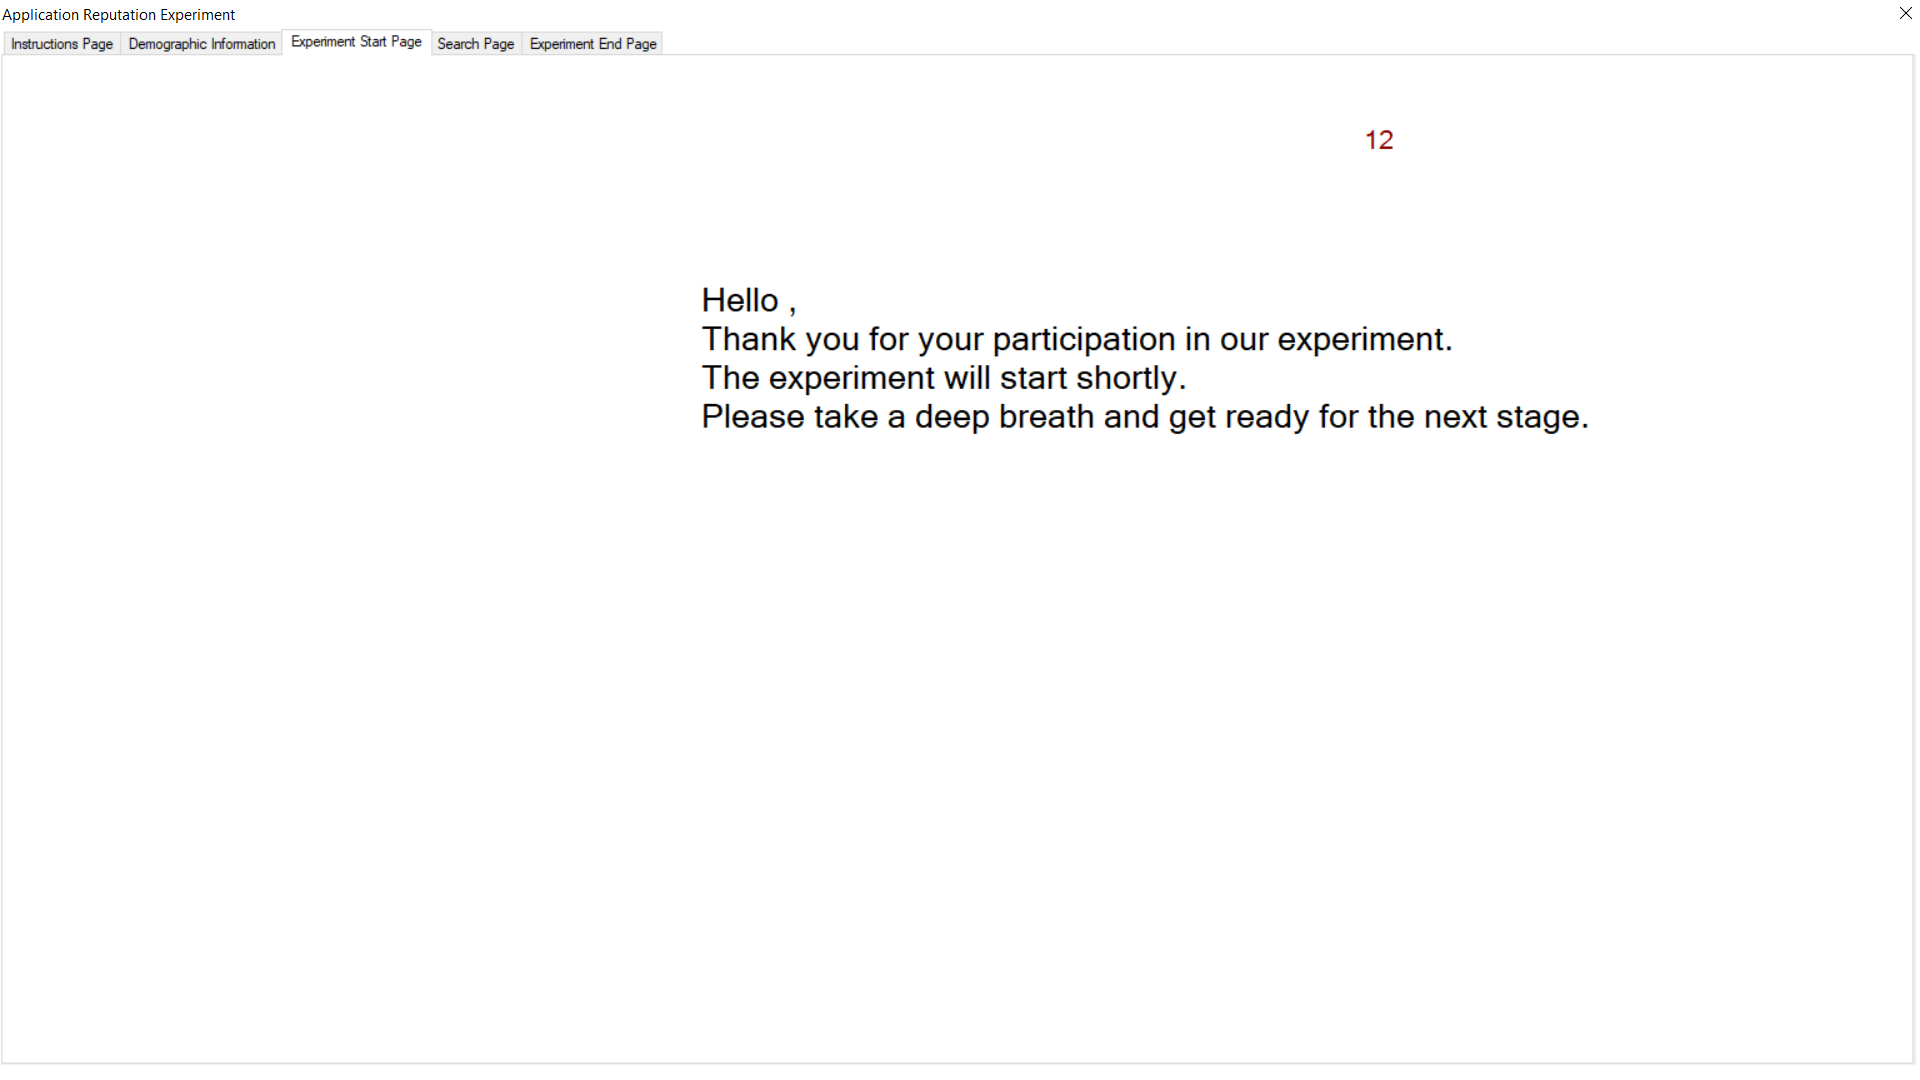 Application Reputation Experiment
Instructions Page Demographic Information Experiment Start Page Search Page Experiment End Page
12
Hello ,
Thank you for your participation in our experiment.
The experiment will start shortly.
Please take a deep breath and get ready for the next stage.